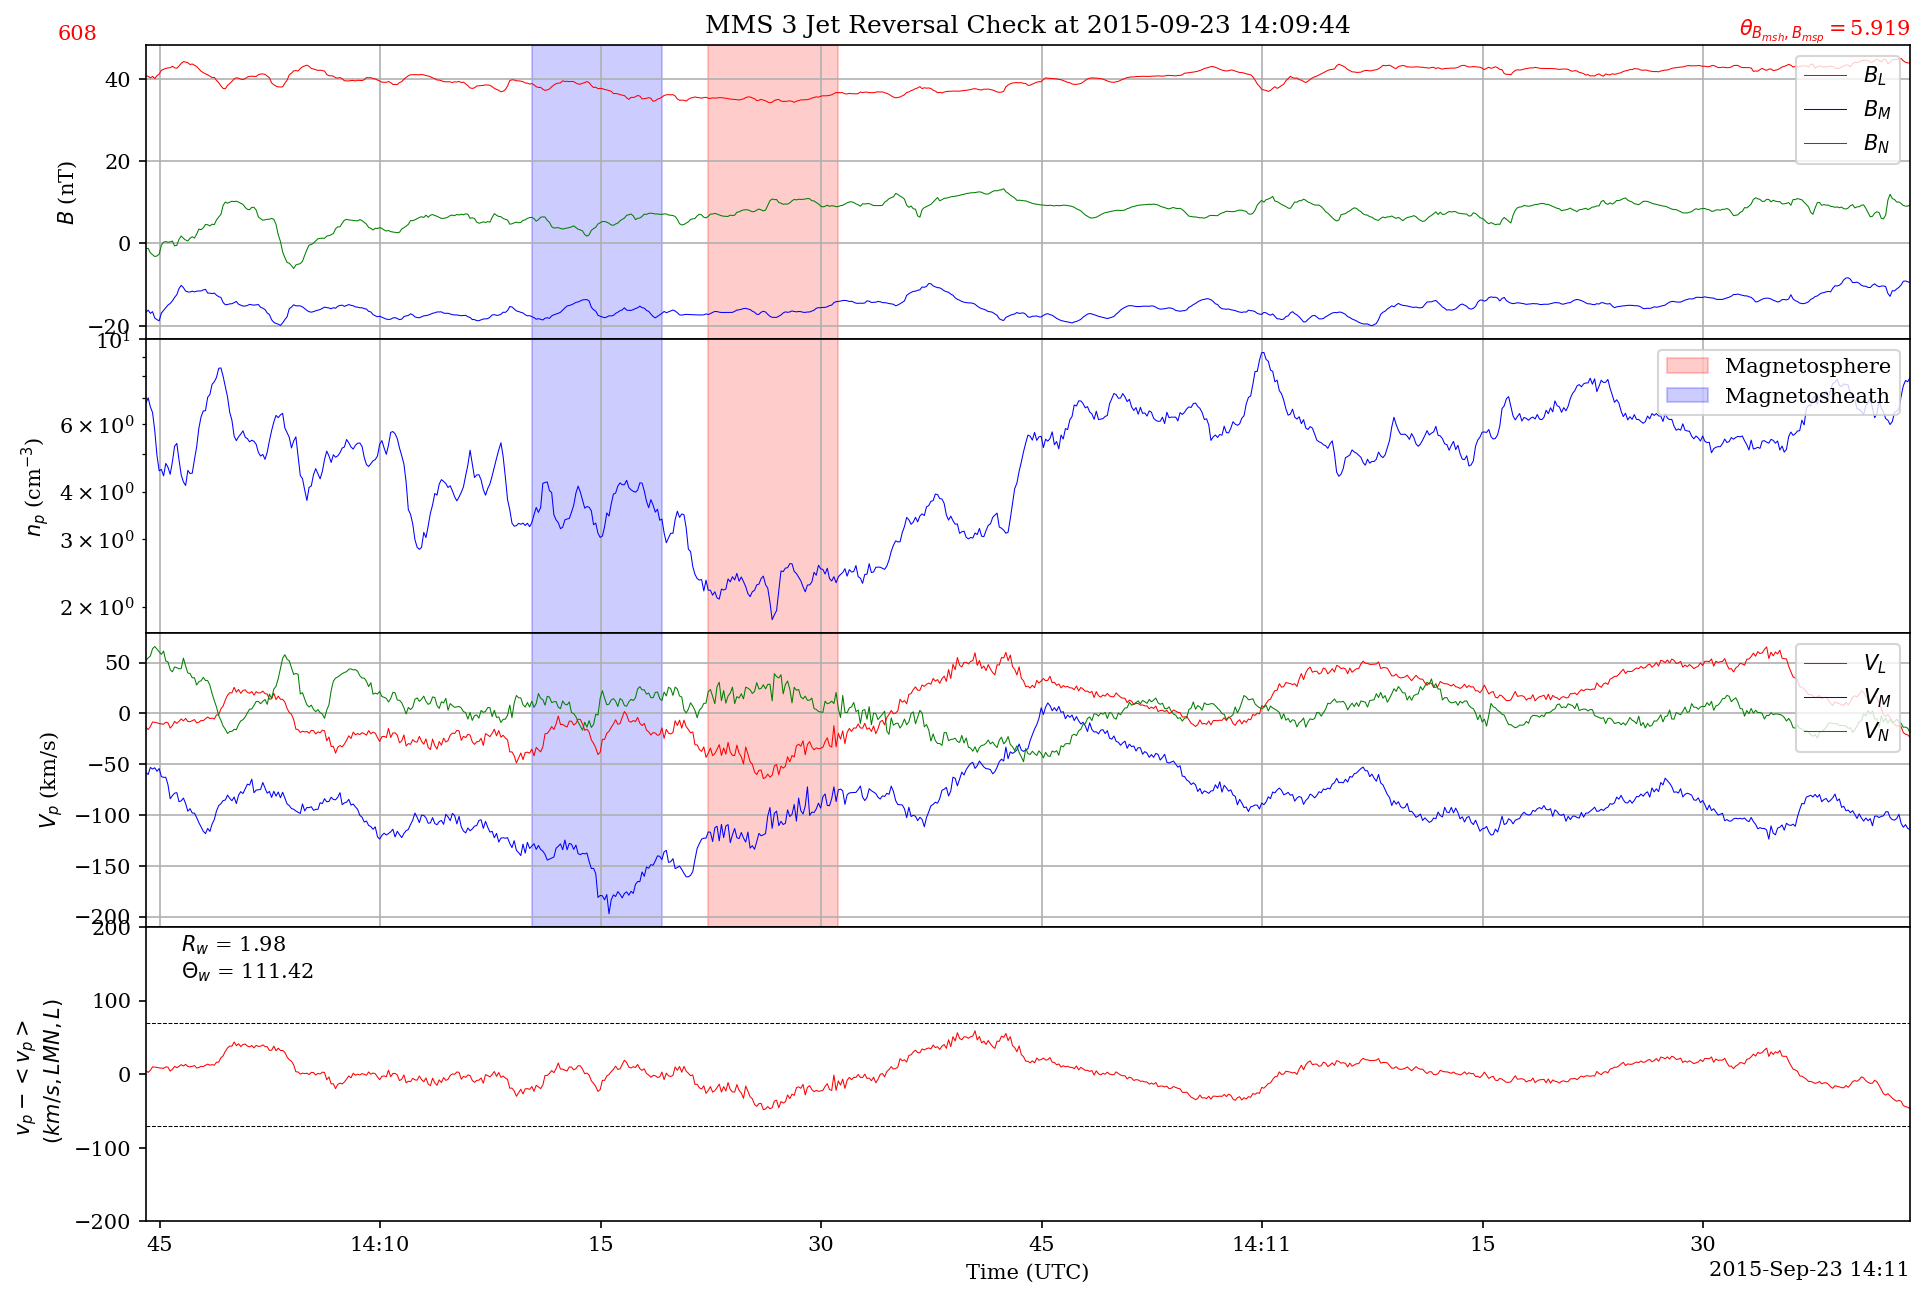 MMS 3 Jet Reversal Check at 2015-09-23 14:09:44
608
θ_{B_{msh}, B_{msp}} = 5.919
40
20
0
−20
B (nT)
B_L
B_M
B_N
10^1
6 × 10^0
4 × 10^0
3 × 10^0
2 × 10^0
n_p (cm^{−3})
Magnetosphere
Magnetosheath
50
0
−50
−100
−150
−200
V_p (km/s)
V_L
V_M
V_N
200
100
0
−100
−200
v_p − < v_p >
(km/s, LMN, L)
R_w = 1.98
Θ_w = 111.42
45 14:10 15 30 45 14:11 15 30
Time (UTC)
2015-Sep-23 14:11